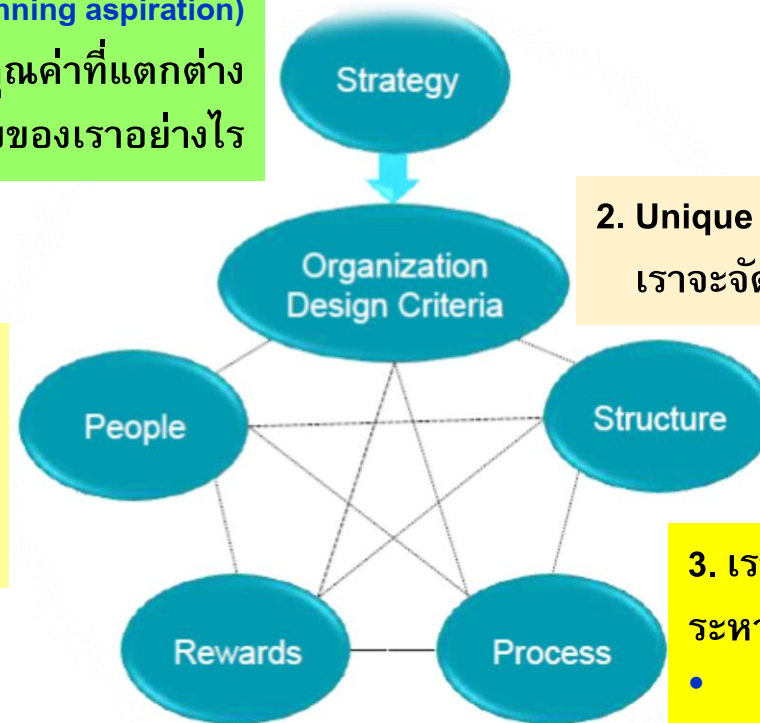 nning aspiration)
ุณค่าที่แตกต่าง
ของเราอย่างไร
Strategy
2. Unique
เราจะจัด
Organization
Design Criteria
People
Structure
3. เร
ระห
Rewards
Process